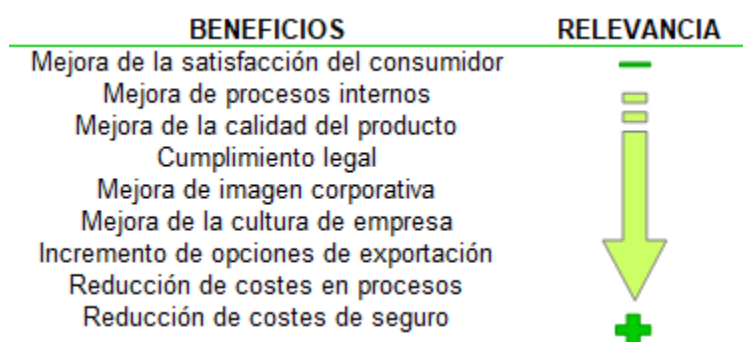 BENEFICIOS RELEVANCIA
Mejora de la satisfacción del consumidor
Mejora de procesos internos
Mejora de la calidad del producto
Cumplimiento legal
Mejora de imagen corporativa
Mejora de la cultura de empresa
Incremento de opciones de exportación
Reducción de costes en procesos
Reducción de costes de seguro